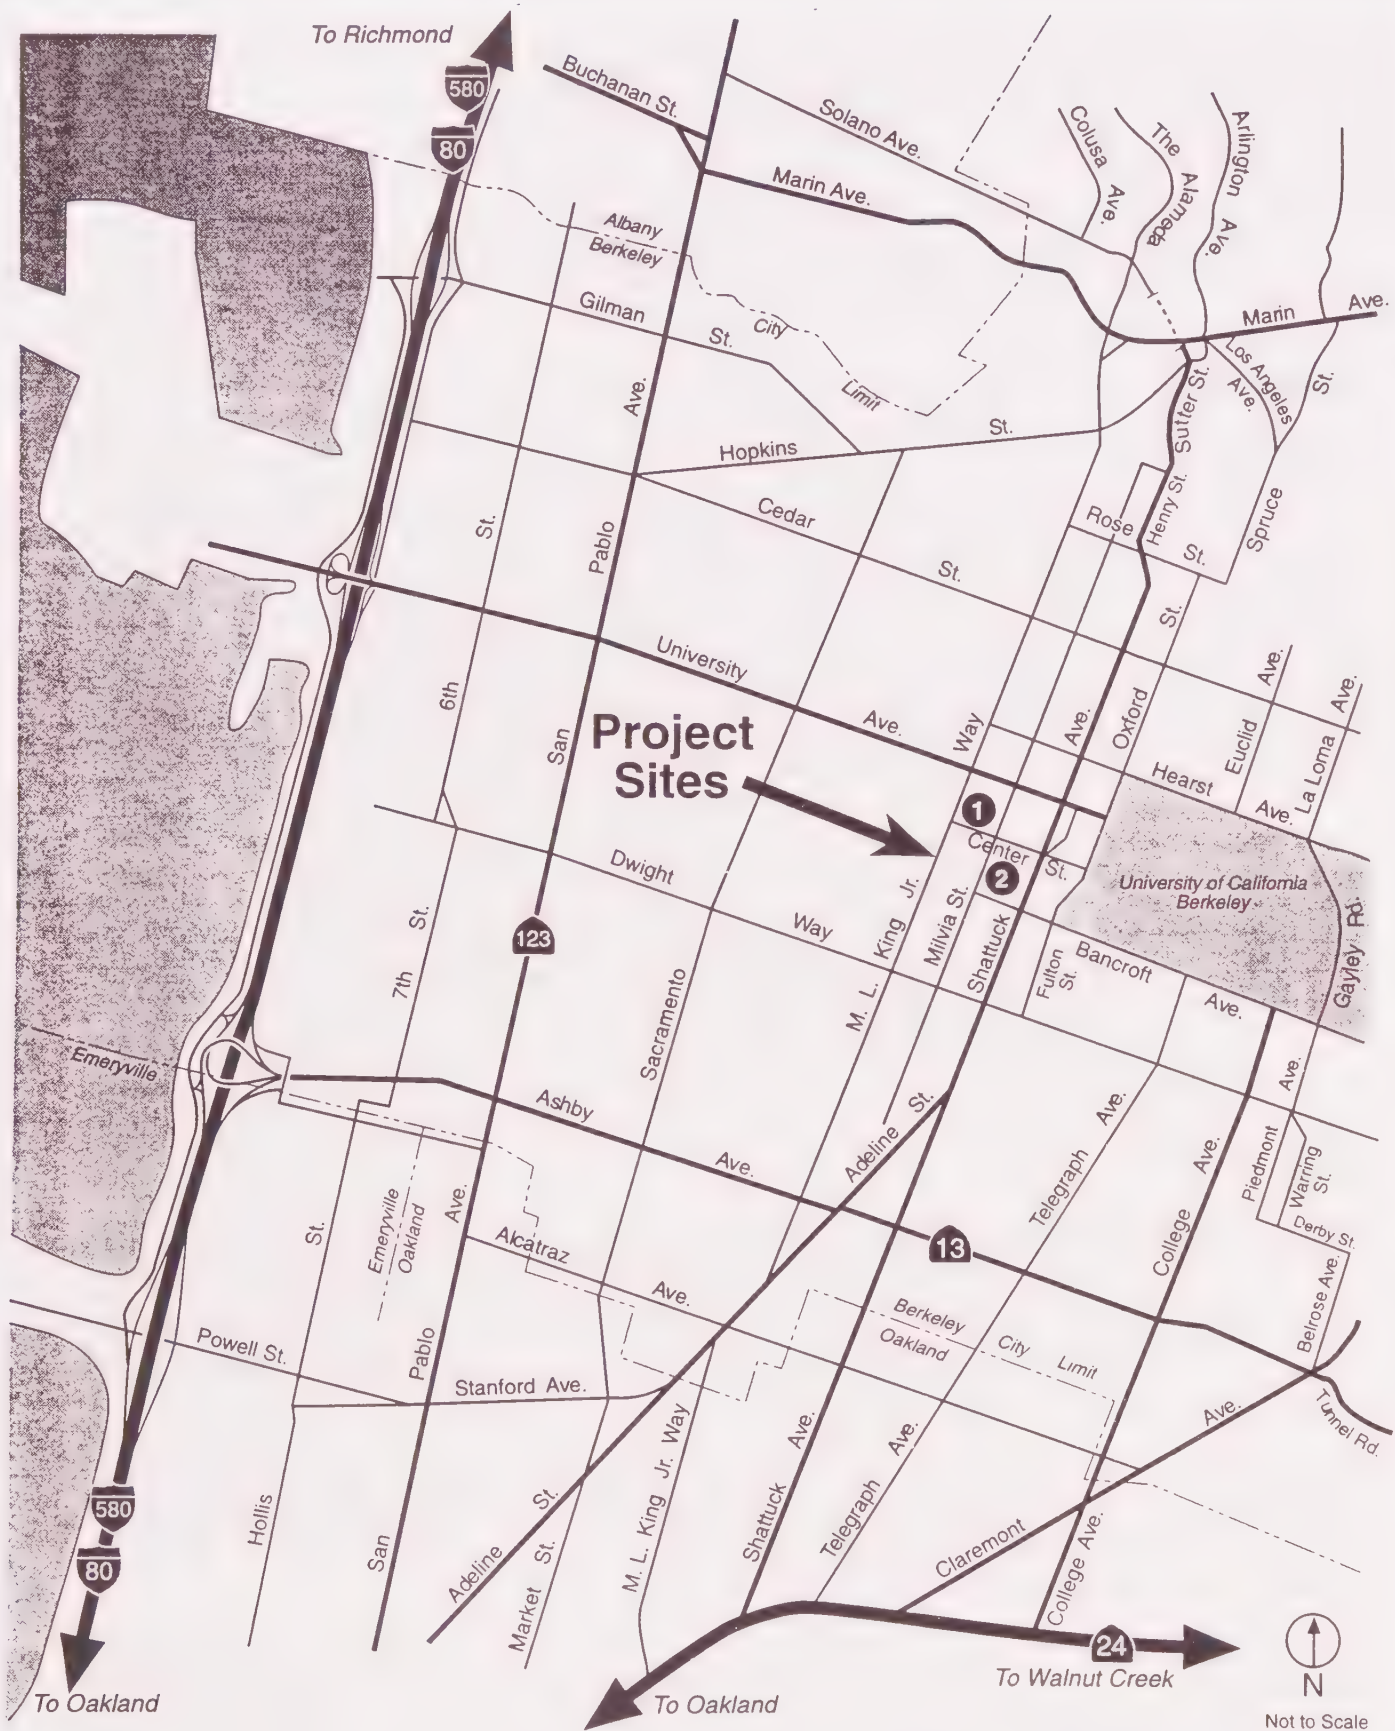 To Richmond
580
80
Buchanan St.
Solano Ave.
Colusa Ave.
The Alameda
Arlington Ave.
Marin Ave.
Albany
Berkeley
City
Limit
Gilman St.
Marin Ave.
Los Angeles Ave.
Sutter St.
St.
Ave.
Hopkins St.
Henry St.
Rose St.
Spruce
Cedar St.
St.
Pablo
University Ave.
6th
San
Project
Sites
Way
Ave.
Oxford
St.
Euclid Ave.
La Loma Ave.
Hearst Ave.
1
Center St.
2
University of California
Berkeley
Gayley Rd.
Dwight Way
M. L. King Jr.
Milvia St.
Shattuck
Fulton St.
Bancroft Ave.
123
7th St.
Sacramento
Emeryville
Ashby Ave.
Adeline St.
Telegraph Ave.
College Ave.
Piedmont Ave.
Warring St.
Derby St.
Belrose Ave.
13
Emeryville
Oakland
St.
Ave.
Alcatraz Ave.
Berkeley
Oakland
City Limit
Powell St.
Pablo
Stanford Ave.
Tunnel Rd.
Ave.
Claremont
Hollis
San
Adeline St.
Market St.
M. L. King Jr. Way
Shattuck Ave.
Telegraph Ave.
College Ave.
580
80
24
To Walnut Creek
To Oakland
To Oakland
N
Not to Scale